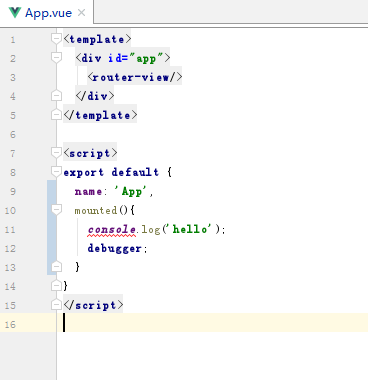 App.vue
1 <template>
2 <div id="app">
3 <router-view/>
4 </div>
5 </template>
6
7 <script>
8 export default {
9 name: 'App',
10 mounted(){
11 console.log('hello');
12 debugger;
13 }
14 }
15 </script>
16